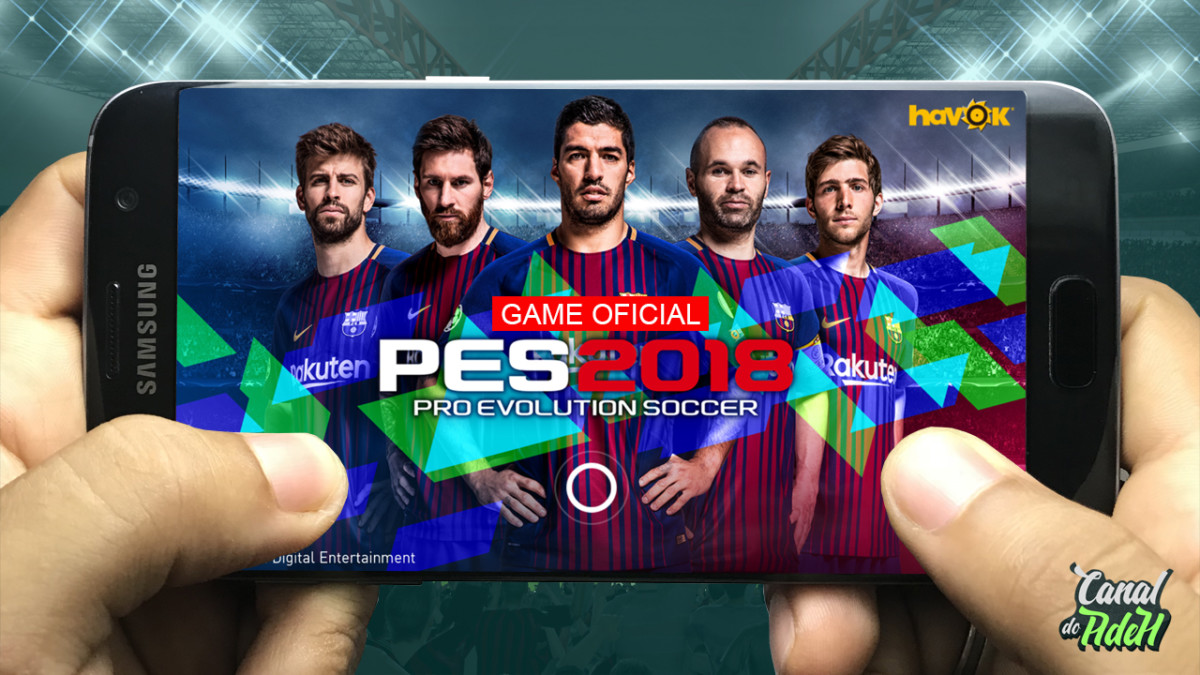 havok
SAMSUNG
GAME OFICIAL
PES2018
PRO EVOLUTION SOCCER
Rakuten
Rakuten
Digital Entertainment
Canal
do AdeH